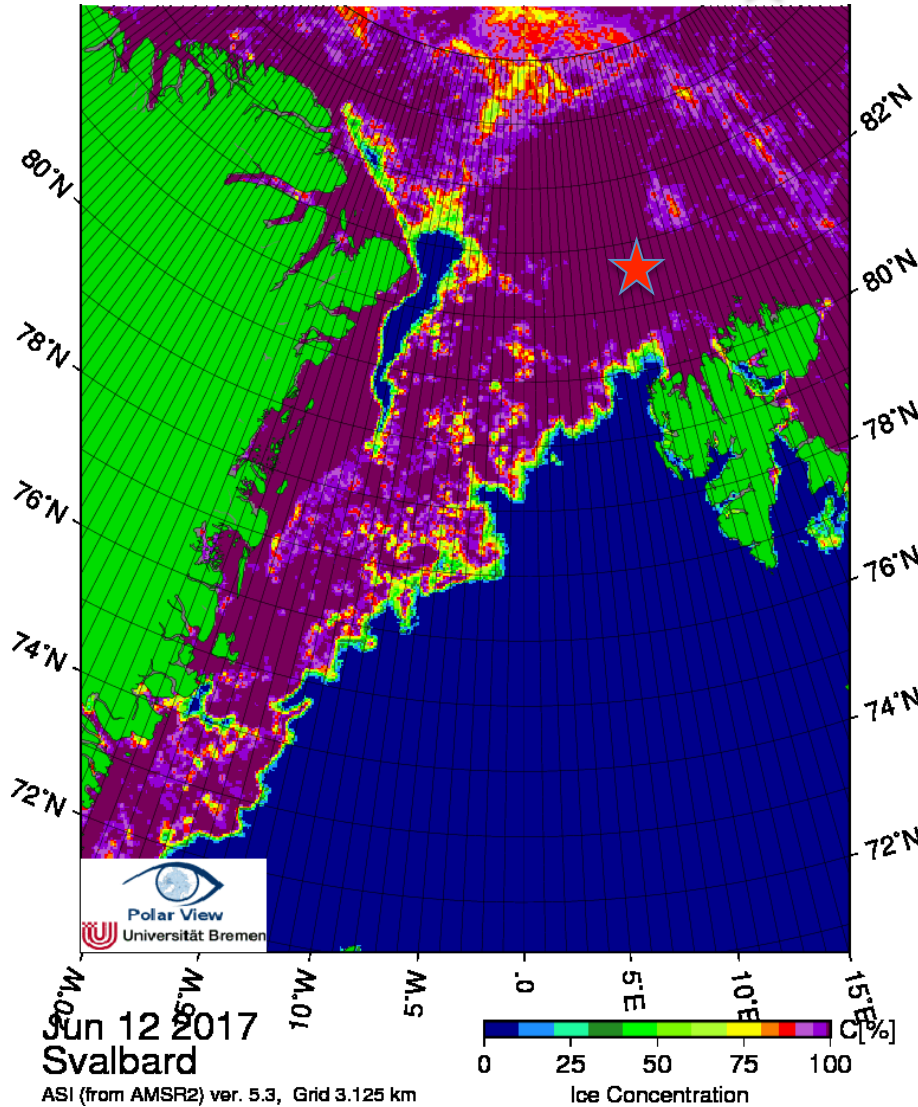 82°N
80°N
80°N
78°N
78°N
76°N
76°N
74°N
74°N
72°N
72°N
Polar View
Universität Bremen
20°W
15°W
10°W
5°W
0°
5°E
10°E
15°E
Jun 12 2017
Svalbard
C[%]
0 25 50 75 100
ASI (from AMSR2) ver. 5.3, Grid 3.125 km
Ice Concentration